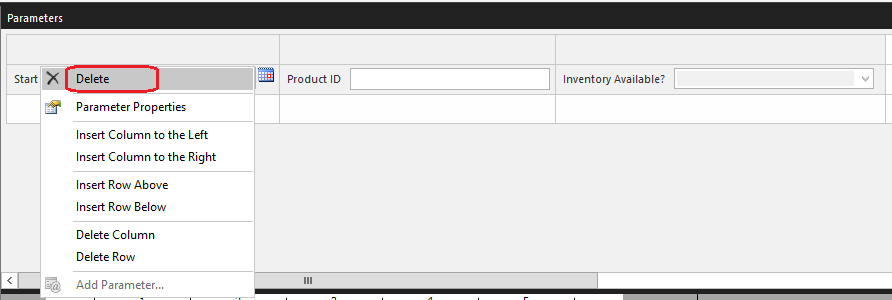 Parameters
Start
Delete
Product ID
Inventory Available?
Parameter Properties
Insert Column to the Left
Insert Column to the Right
Insert Row Above
Insert Row Below
Delete Column
Delete Row
Add Parameter...